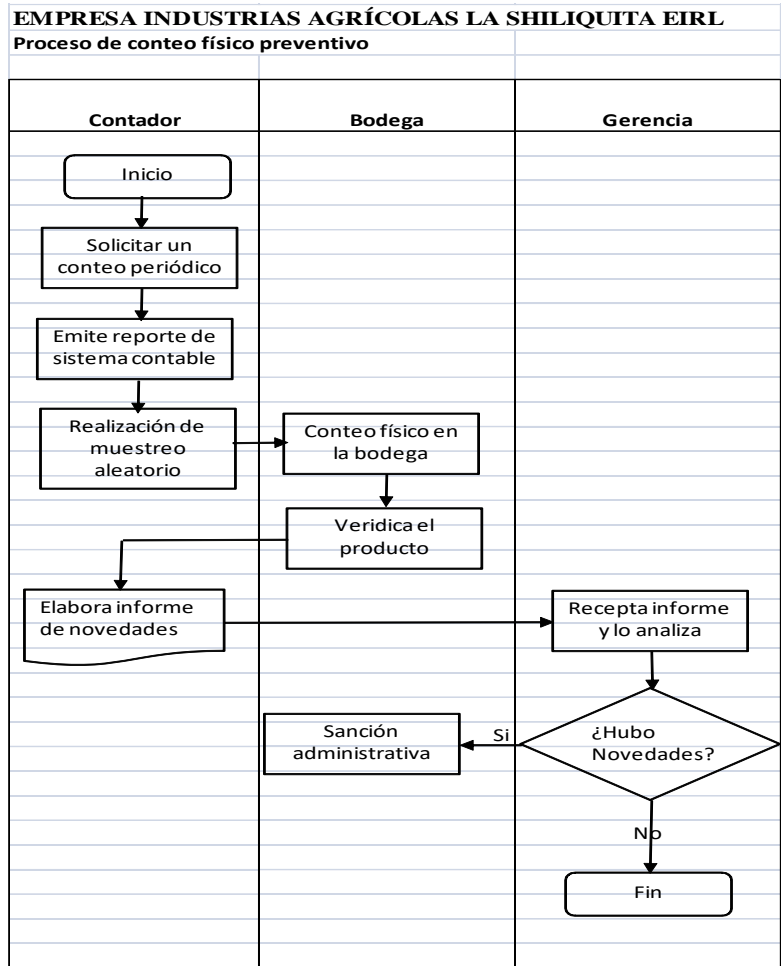 EMPRESA INDUSTRIAS AGRÍCOLAS LA SHILIQUITA EIRL
Proceso de conteo físico preventivo
Contador
Bodega
Gerencia
Inicio
Solicitar un
conteo periódico
Emite reporte de
sistema contable
Realización de
muestreo
aleatorio
Conteo físico en
la bodega
Veridica el
producto
Elabora informe
de novedades
Recepta informe
y lo analiza
¿Hubo
Novedades?
Si
Sanción
administrativa
No
Fin